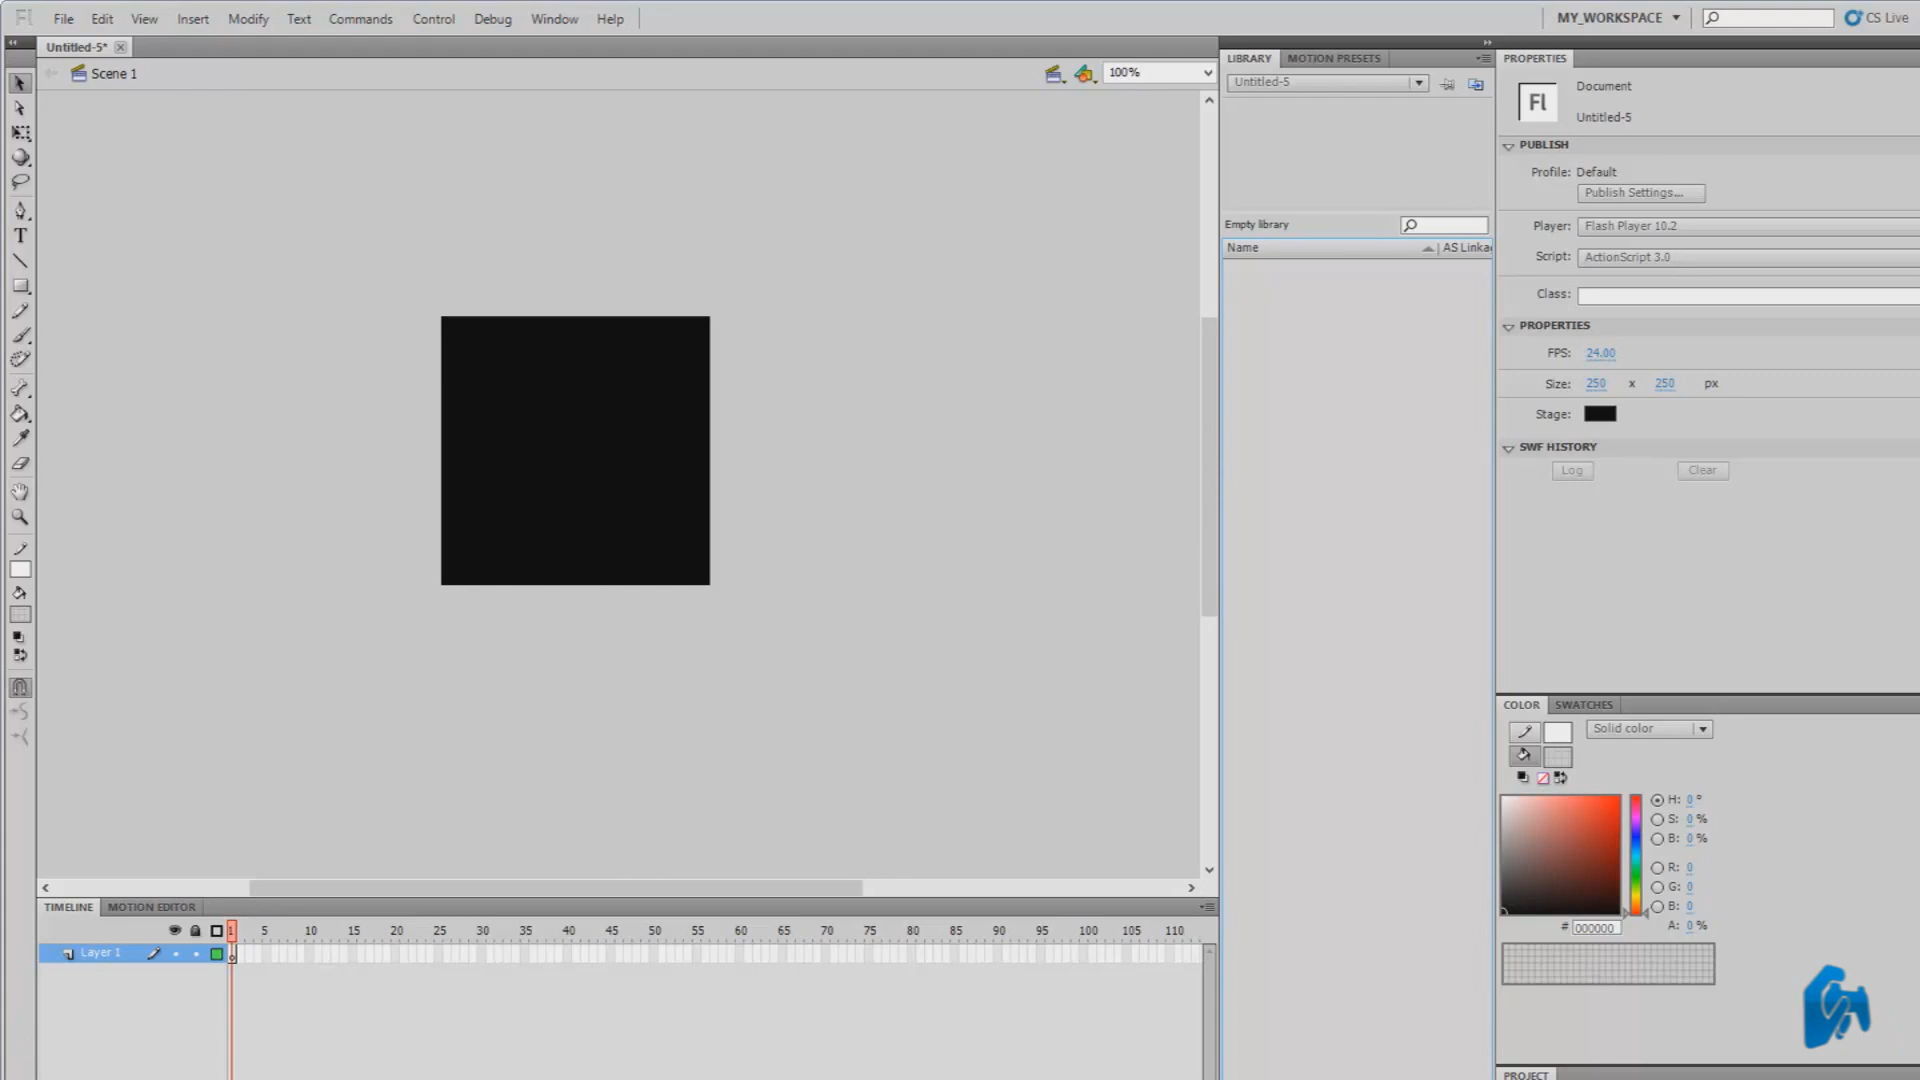 Fl File Edit View Insert Modify Text Commands Control Debug Window Help MY_WORKSPACE CS Live
Untitled-5*
Scene 1
100%
LIBRARY MOTION PRESETS
Untitled-5
Empty library
Name AS Linka
PROPERTIES
Fl
Document
Untitled-5
PUBLISH
Profile: Default
Publish Settings...
Player: Flash Player 10.2
Script: ActionScript 3.0
Class:
PROPERTIES
FPS: 24.00
Size: 250 x 250 px
Stage:
SWF HISTORY
Log Clear
COLOR SWATCHES
Solid color
H: 0 °
S: 0 %
B: 0 %
R: 0
G: 0
B: 0
# 000000 A: 0 %
TIMELINE MOTION EDITOR
1 5 10 15 20 25 30 35 40 45 50 55 60 65 70 75 80 85 90 95 100 105 110
Layer 1
PROJECT